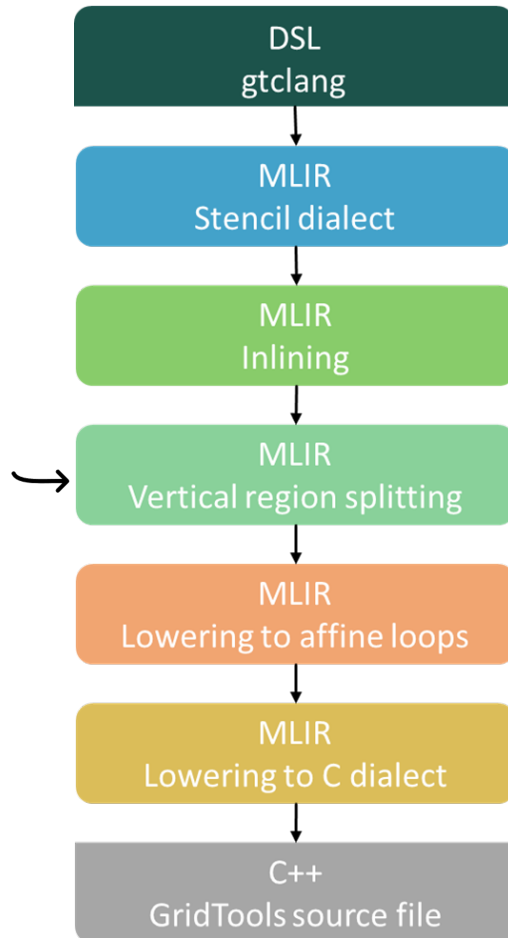 DSL
gtclang
MLIR
Stencil dialect
MLIR
Inlining
MLIR
Vertical region splitting
MLIR
Lowering to affine loops
MLIR
Lowering to C dialect
C++
GridTools source file